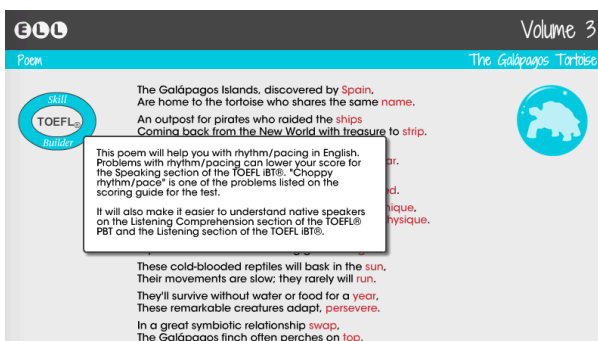 ELL
Volume 3
Poem
The Galápagos Tortoise
Skill
TOEFL®
Builder
The Galápagos Islands, discovered by Spain,
Are home to the tortoise who shares the same name.
An outpost for pirates who raided the ships
Coming back from the New World with treasure to strip.
This poem will help you with rhythm/pacing in English.
Problems with rhythm/pacing can lower your score for
the Speaking section of the TOEFL iBT®. "Choppy
rhythm/pace" is one of the problems listed on the
scoring guide for the test.
It will also make it easier to understand native speakers
on the Listening Comprehension section of the TOEFL®
PBT and the Listening section of the TOEFL iBT®.
These cold-blooded reptiles will bask in the sun,
Their movements are slow; they rarely will run.
They'll survive without water or food for a year,
These remarkable creatures adapt, persevere.
In a great symbiotic relationship swap,
The Galápagos finch often perches on top.